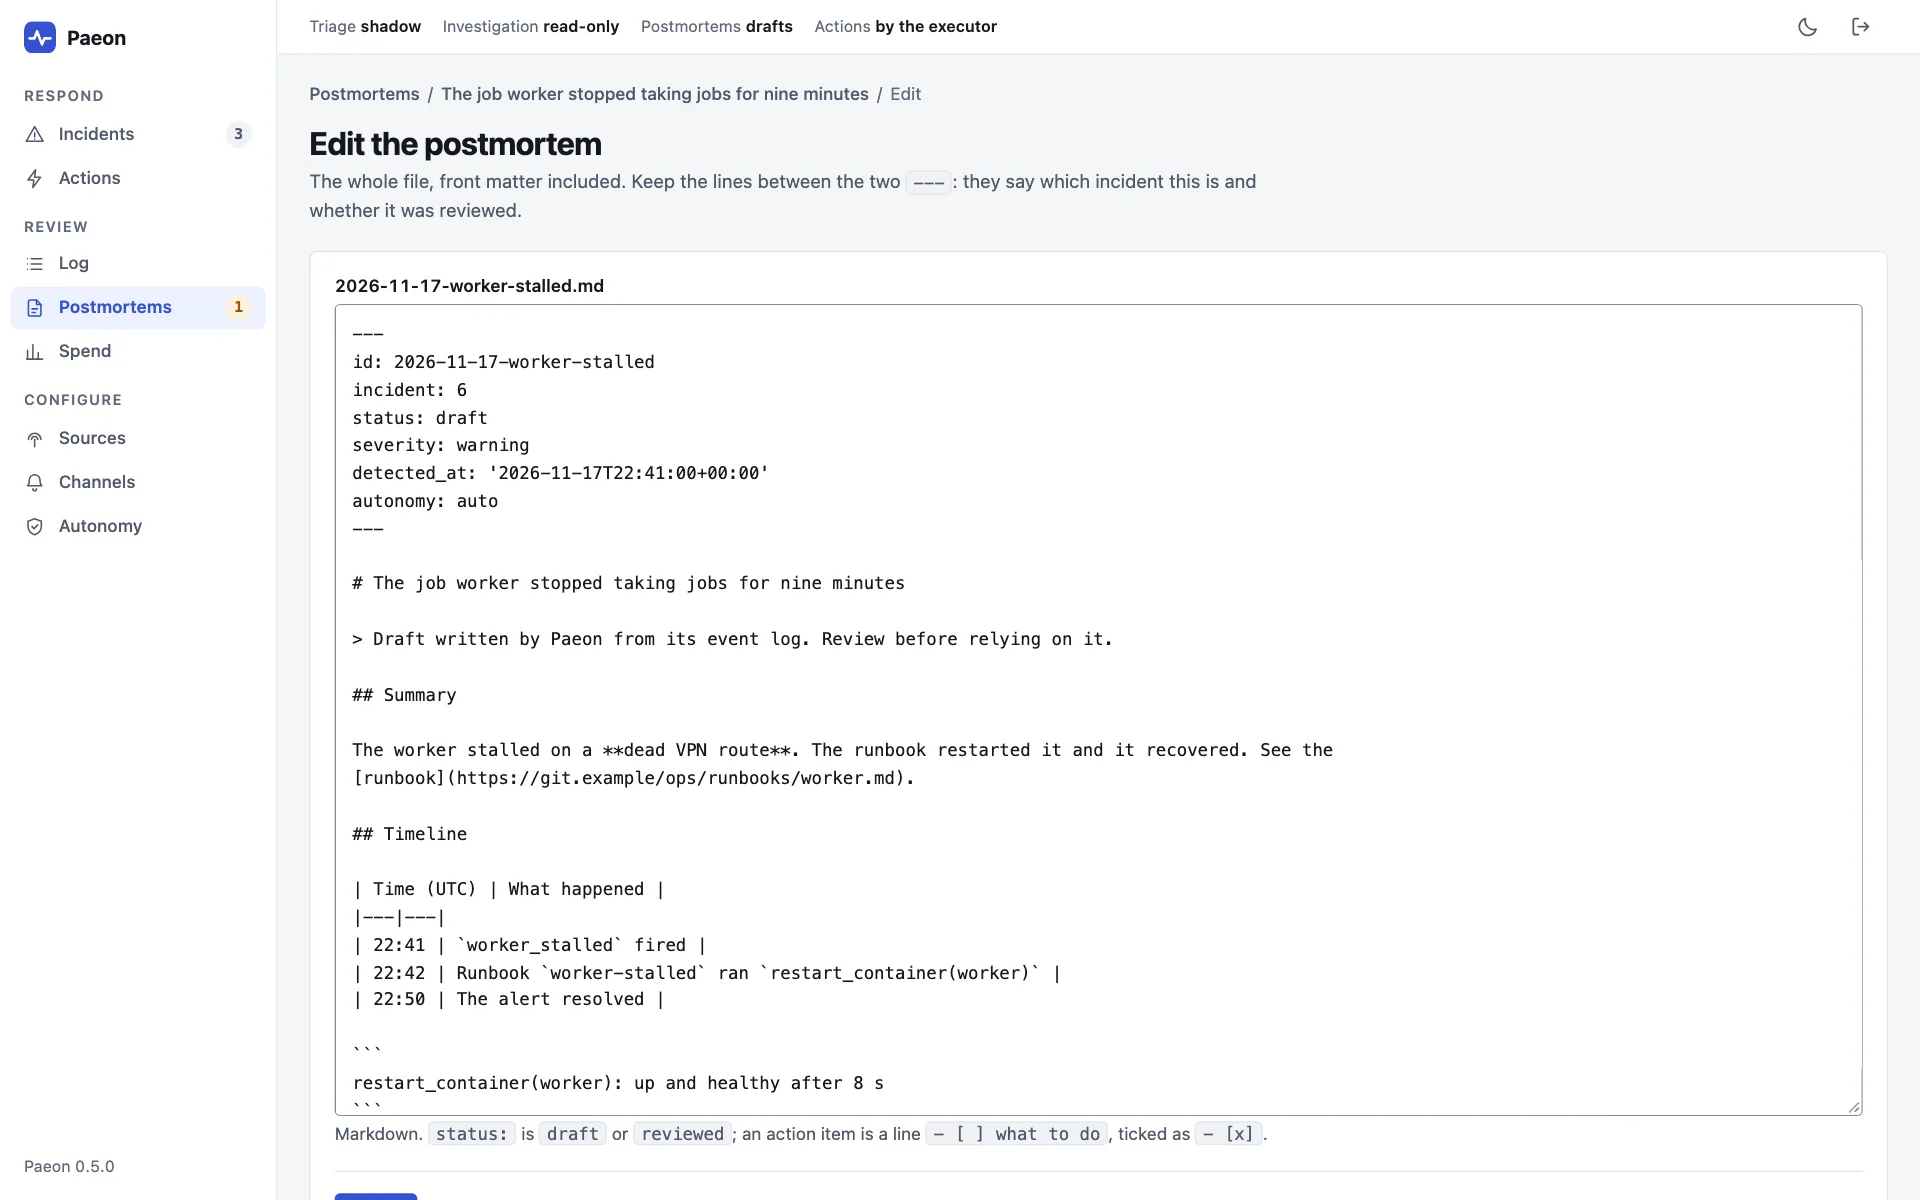 Paeon
Triage shadow Investigation read-only Postmortems drafts Actions by the executor
RESPOND
Incidents 3
Actions
REVIEW
Log
Postmortems 1
Spend
CONFIGURE
Sources
Channels
Autonomy
Paeon 0.5.0
Postmortems / The job worker stopped taking jobs for nine minutes / Edit
Edit the postmortem
The whole file, front matter included. Keep the lines between the two ---: they say which incident this is and
whether it was reviewed.
2026-11-17-worker-stalled.md
---
id: 2026-11-17-worker-stalled
incident: 6
status: draft
severity: warning
detected_at: '2026-11-17T22:41:00+00:00'
autonomy: auto
---
# The job worker stopped taking jobs for nine minutes
> Draft written by Paeon from its event log. Review before relying on it.
## Summary
The worker stalled on a **dead VPN route**. The runbook restarted it and it recovered. See the
[runbook](https://git.example/ops/runbooks/worker.md).
## Timeline
| Time (UTC) | What happened |
|---|---|
| 22:41 | `worker_stalled` fired |
| 22:42 | Runbook `worker-stalled` ran `restart_container(worker)` |
| 22:50 | The alert resolved |
```
restart_container(worker): up and healthy after 8 s
```
Markdown. status: is draft or reviewed; an action item is a line - [ ] what to do, ticked as - [x].